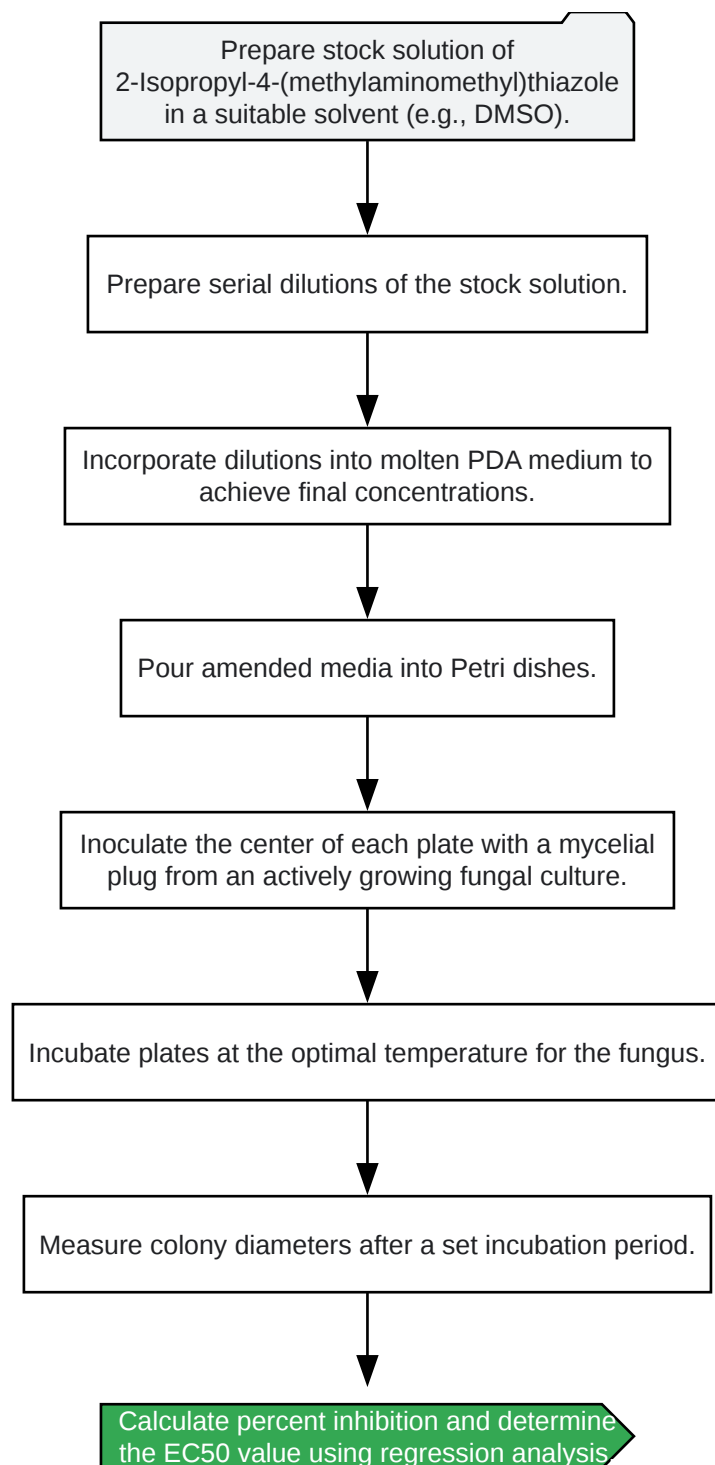 Prepare stock solution of
2-Isopropyl-4-(methylaminomethyl)thiazole
in a suitable solvent (e.g., DMSO).
Prepare serial dilutions of the stock solution.
Incorporate dilutions into molten PDA medium to
achieve final concentrations.
Pour amended media into Petri dishes.
Inoculate the center of each plate with a mycelial
plug from an actively growing fungal culture.
Incubate plates at the optimal temperature for the fungus.
Measure colony diameters after a set incubation period.
Calculate percent inhibition and determine
the EC50 value using regression analysis.